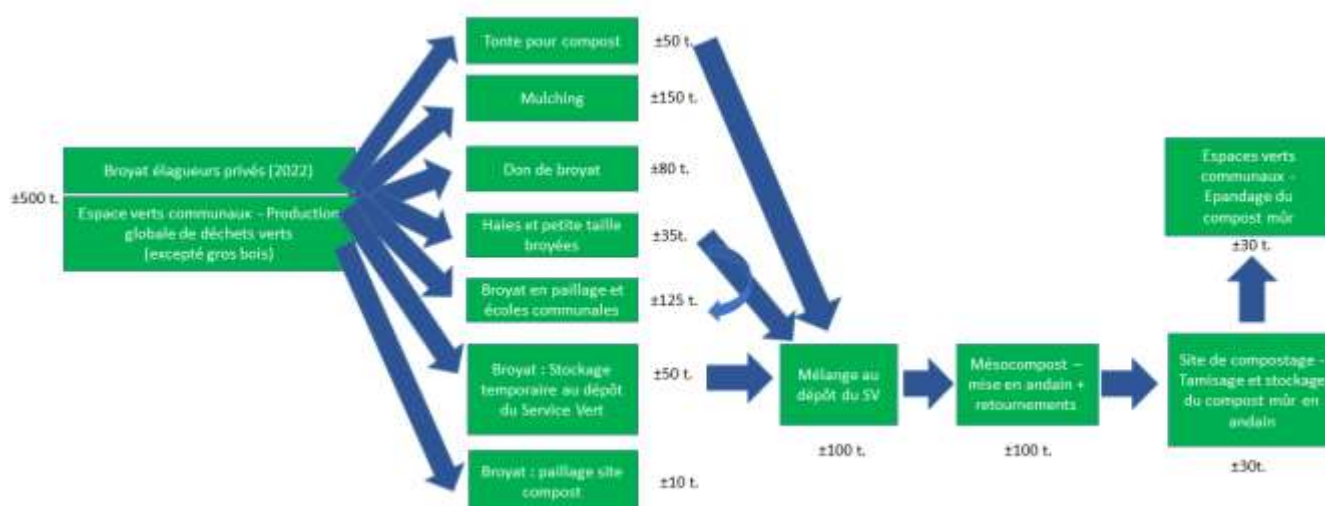 Tonte pour compost
±50 t.
Mulching
±150 t.
Broyat élagueurs privés (2022)
Don de broyat
±80 t.
±500 t.
Espace verts communaux - Production
globale de déchets verts
(excepté gros bois)
Haies et petite taille
broyées
±35t.
Broyat en paillage et
écoles communales
±125 t.
Broyat : Stockage
temporaire au dépôt
du Service Vert
±50 t.
Broyat : paillage site
compost
±10 t.
Mélange au
dépôt du SV
±100 t.
Mésocompost –
mise en andain +
retournements
±100 t.
Espaces verts
communaux -
Epandage du
compost mûr
±30 t.
Site de compostage -
Tamisage et stockage
du compost mûr en
andain
±30t.